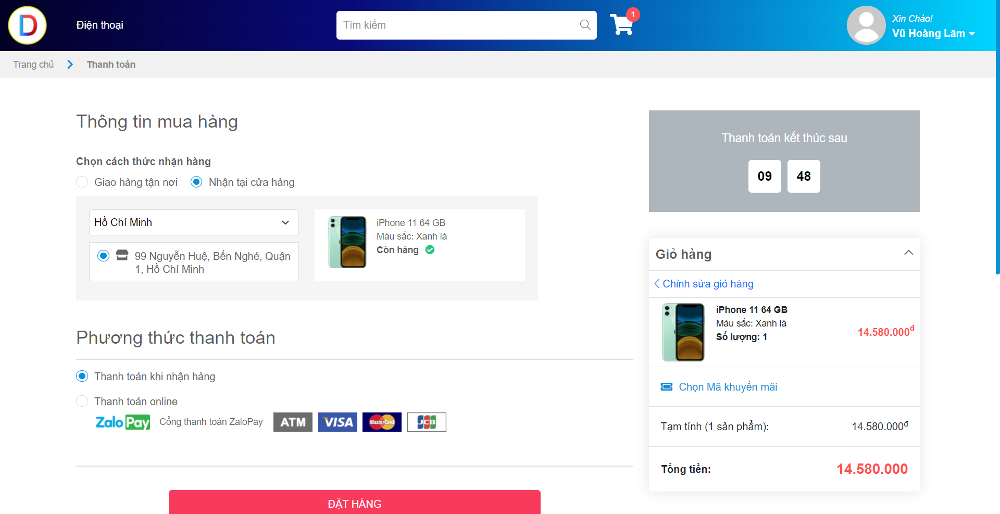 D
Điện thoại
Tìm kiếm
1
Xin Chào!
Vũ Hoàng Lâm
Trang chủ
Thanh toán
Thông tin mua hàng
Chọn cách thức nhận hàng
Giao hàng tận nơi
Nhận tại cửa hàng
Hồ Chí Minh
99 Nguyễn Huệ, Bến Nghé, Quận
1, Hồ Chí Minh
iPhone 11 64 GB
Màu sắc: Xanh lá
Còn hàng
Phương thức thanh toán
Thanh toán khi nhận hàng
Thanh toán online
ZaloPay
Cổng thanh toán ZaloPay
ATM
VISA
MasterCard
JCB
ĐẶT HÀNG
Thanh toán kết thúc sau
09 48
Giỏ hàng
Chỉnh sửa giỏ hàng
iPhone 11 64 GB
Màu sắc: Xanh lá
Số lượng: 1
14.580.000đ
Chọn Mã khuyến mãi
Tạm tính (1 sản phẩm): 14.580.000đ
Tổng tiền: 14.580.000